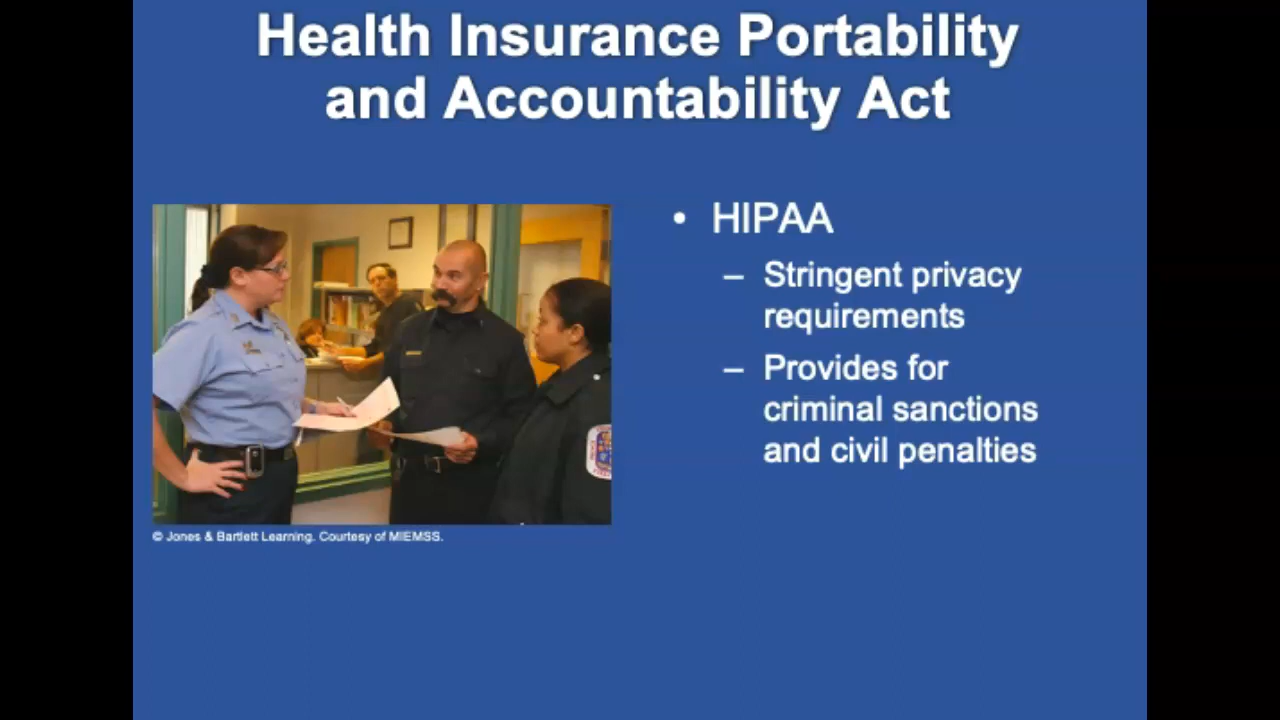 Health Insurance Portability
and Accountability Act
• HIPAA
– Stringent privacy
requirements
– Provides for
criminal sanctions
and civil penalties
© Jones & Bartlett Learning. Courtesy of MIEMSS.